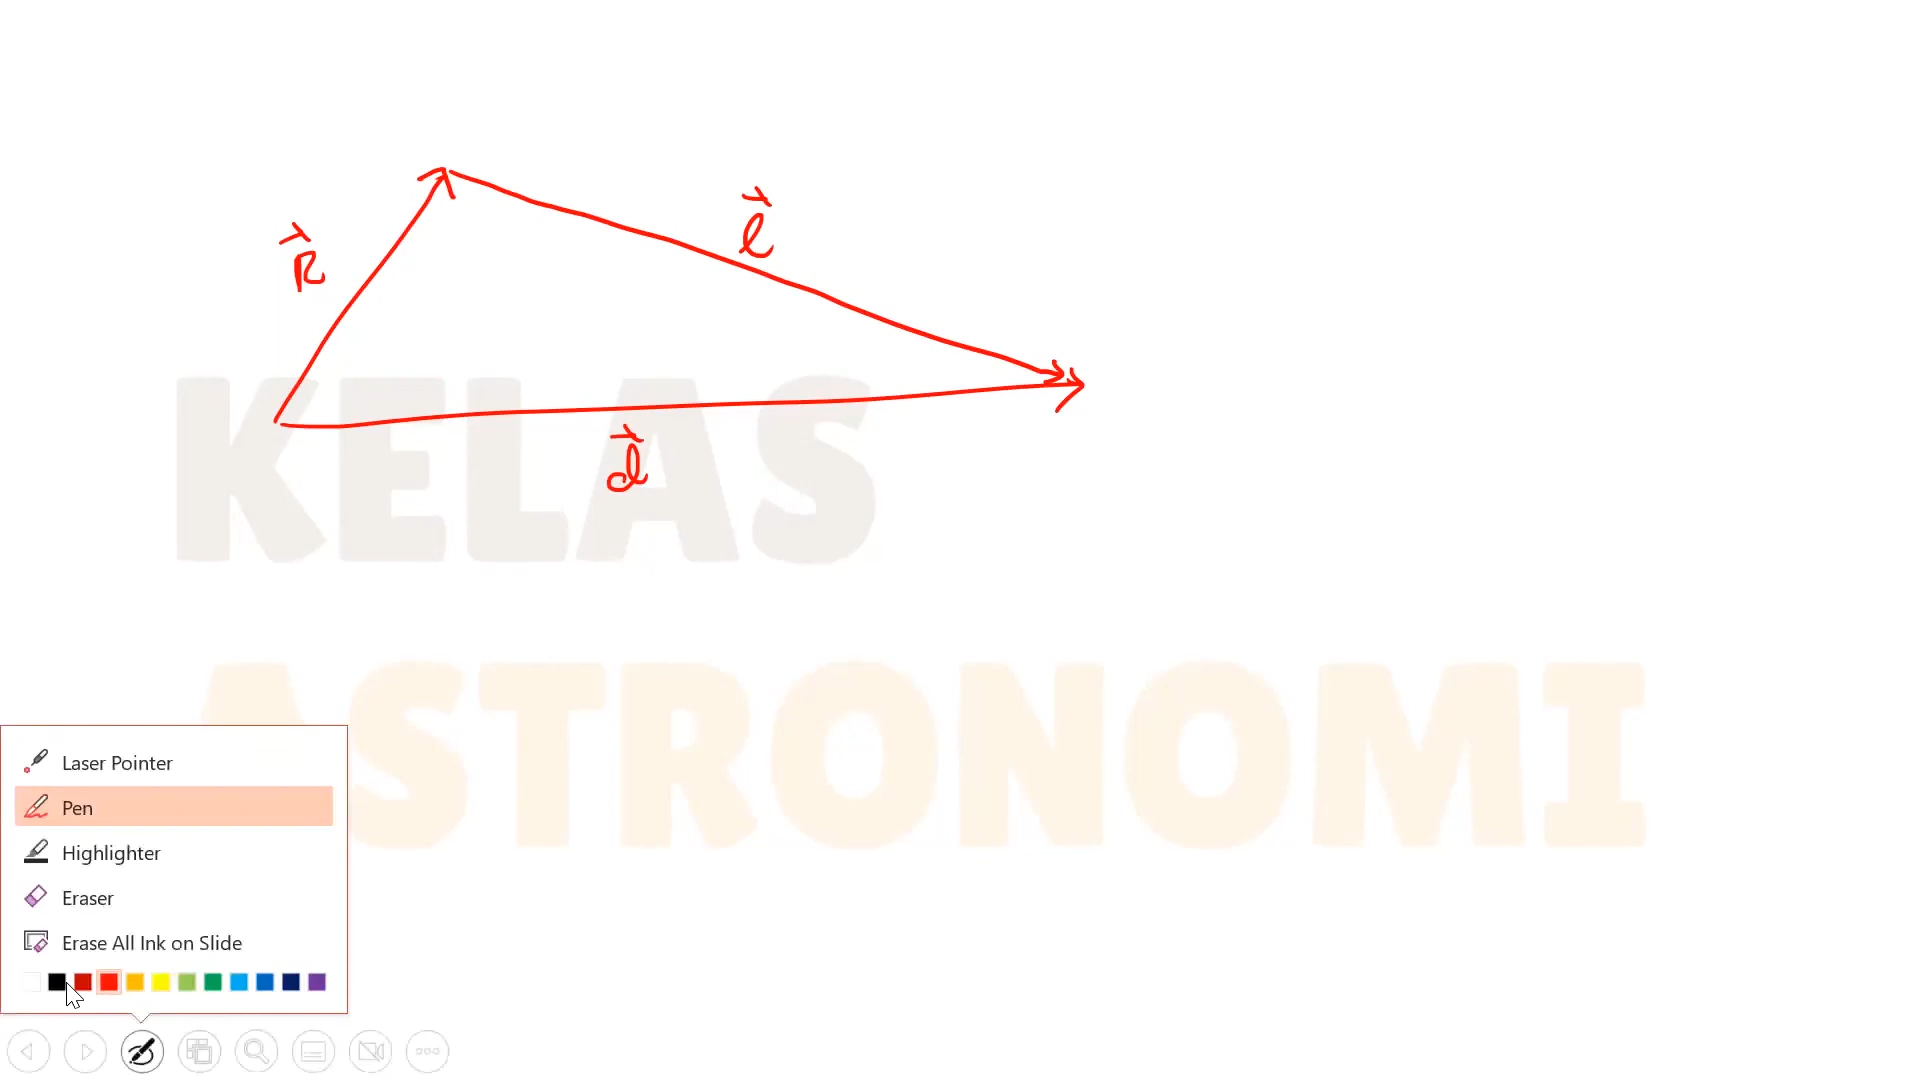 R
ℓ
d
KELAS
ASTRONOMI
Laser Pointer
Pen
Highlighter
Eraser
Erase All Ink on Slide